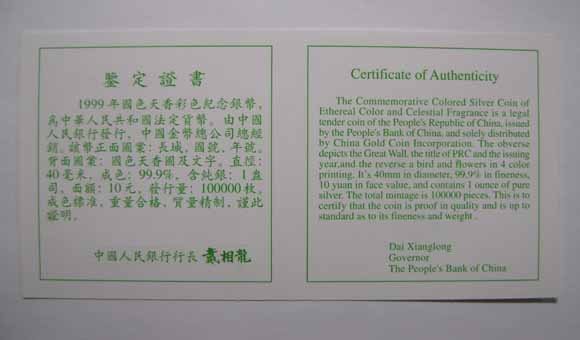 鑒定證書
1999年國色天香彩色紀念銀幣，
爲中華人民共和國法定貨幣。由中國
人民銀行發行，中國金幣總公司總經
銷。該幣正面圖案：長城，國號，年號。
背面圖案：國色天香圖及文字。直徑：
40毫米，成色：99.9%，含純銀：1盎
司，面額：10元，發行量：100000枚。
成色標准，重量合格，質量精制，謹此
證明。
中國人民銀行行長 戴相龍
Certificate of Authenticity
The Commemorative Colored Silver Coin of
Ethereal Color and Celestial Fragrance is a legal
tender coin of the People's Republic of China, issued
by the People's Bank of China, and solely distributed
by China Gold Coin Incorporation. The obverse
depicts the Great Wall, the title of PRC and the issuing
year,and the reverse a bird and flowers in 4 color
printing. It's 40mm in diameter, 99.9% in fineness,
10 yuan in face value, and contains 1 ounce of pure
silver. The total mintage is 100000 pieces. This is to
certify that the coin is proof in quality and is up to
standard as to its fineness and weight .
Dai Xianglong
Governor
The People's Bank of China